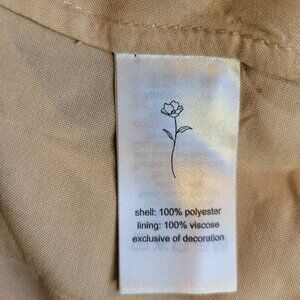 shell: 100% polyester
lining: 100% viscose
exclusive of decoration